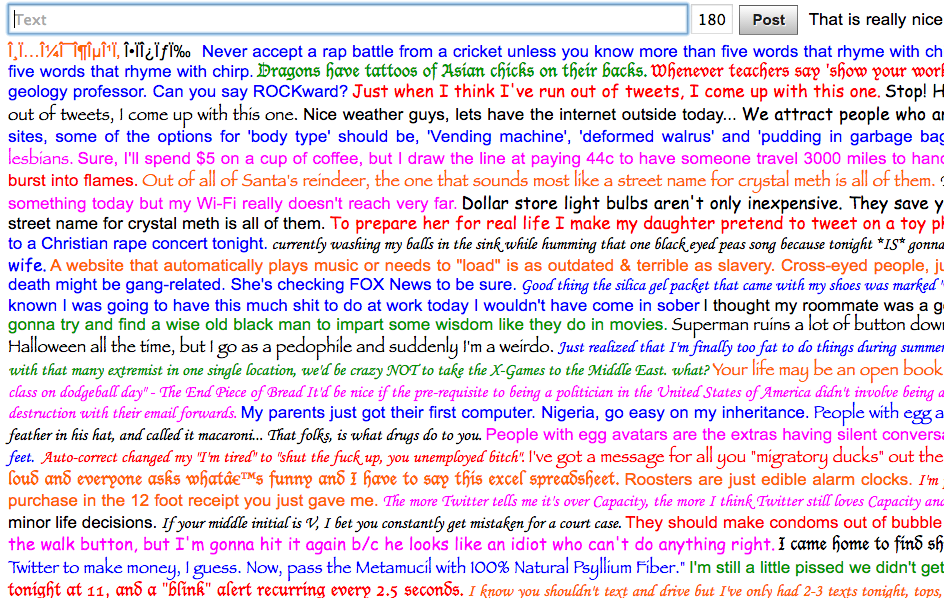 Text 180 Post That is really nice
Î¸Ï…Î¼Î¯Î¶ÎµÎ¹Ï‚, Î•ÏÎ¿ÏƒÏ‰ Never accept a rap battle from a cricket unless you know more than five words that rhyme with ch
five words that rhyme with chirp. Dragons have tattoos of Asian chicks on their backs. Whenever teachers say 'show your work
geology professor. Can you say ROCKward? Just when I think I've run out of tweets, I come up with this one. Stop! H
out of tweets, I come up with this one. Nice weather guys, lets have the internet outside today... We attract people who ar
sites, some of the options for 'body type' should be, 'Vending machine', 'deformed walrus' and 'pudding in garbage bag
lesbians. Sure, I'll spend $5 on a cup of coffee, but I draw the line at paying 44c to have someone travel 3000 miles to hand
burst into flames. Out of all of Santa's reindeer, the one that sounds most like a street name for crystal meth is all of them.
something today but my Wi-Fi really doesn't reach very far. Dollar store light bulbs aren't only inexpensive. They save y
street name for crystal meth is all of them. To prepare her for real life I make my daughter pretend to tweet on a toy ph
to a Christian rape concert tonight. currently washing my balls in the sink while humming that one black eyed peas song because tonight *IS* gonna
wife. A website that automatically plays music or needs to "load" is as outdated & terrible as slavery. Cross-eyed people, ju
death might be gang-related. She's checking FOX News to be sure. Good thing the silica gel packet that came with my shoes was marked "
known I was going to have this much shit to do at work today I wouldn't have come in sober I thought my roommate was a g
gonna try and find a wise old black man to impart some wisdom like they do in movies. Superman ruins a lot of button down
Halloween all the time, but I go as a pedophile and suddenly I'm a weirdo. Just realized that I'm finally too fat to do things during summer
with that many extremist in one single location, we'd be crazy NOT to take the X-Games to the Middle East. what? Your life may be an open book
class on dodgeball day" - The End Piece of Bread It'd be nice if the pre-requisite to being a politician in the United States of America didn't involve being
destruction with their email forwards. My parents just got their first computer. Nigeria, go easy on my inheritance. People with egg a
feather in his hat, and called it macaroni... That folks, is what drugs do to you. People with egg avatars are the extras having silent conversa
feet. Auto-correct changed my "I'm tired" to "shut the fuck up, you unemployed bitch". I've got a message for all you "migratory ducks" out the
loud and everyone asks whatâ€™s funny and I have to say this excel spreadsheet. Roosters are just edible alarm clocks. I'm j
purchase in the 12 foot receipt you just gave me. The more Twitter tells me it's over Capacity, the more I think Twitter still loves Capacity and
minor life decisions. If your middle initial is V, I bet you constantly get mistaken for a court case. They should make condoms out of bubble
the walk button, but I'm gonna hit it again b/c he looks like an idiot who can't do anything right. I came home to find sh
Twitter to make money, I guess. Now, pass the Metamucil with 100% Natural Psyllium Fiber." I'm still a little pissed we didn't get
tonight at 11, and a "blink" alert recurring every 2.5 seconds. I know you shouldn't text and drive but I've only had 2-3 texts tonight, tops,